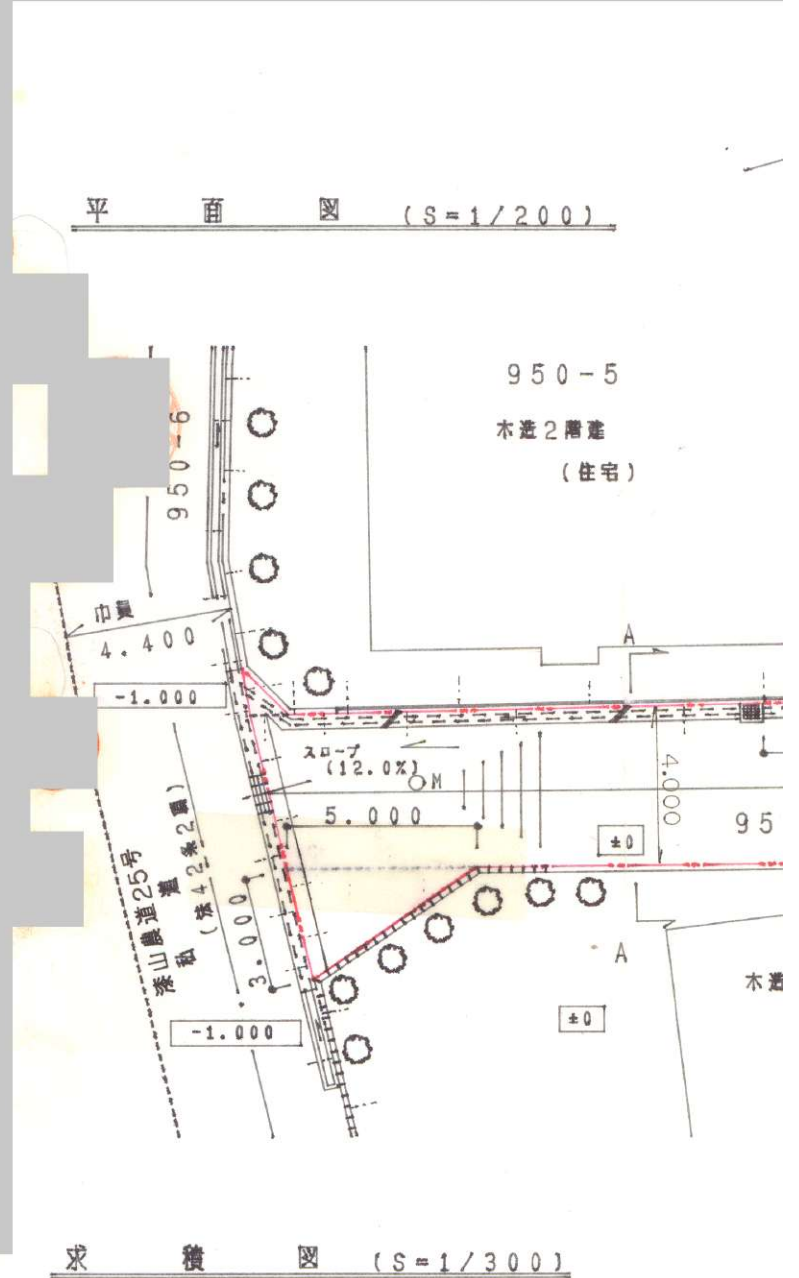 平面図 (S=1/200)
950-5
木造2階建
(住宅)
950-6
巾員
4.400
A
-1.000
スロープ
(12.0%)
M
5.000
4.000
±0
95
漆山農道25号
私道
(法42条2項)
3.000
A
木造
±0
-1.000
求積図 (S=1/300)